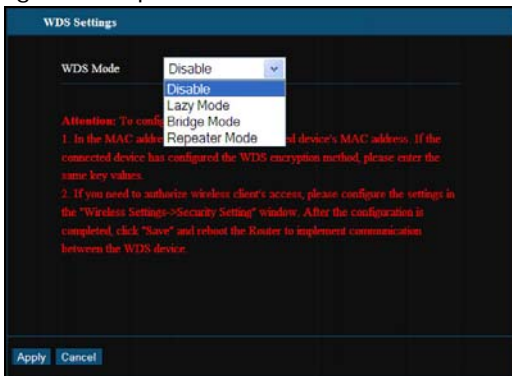 WDS Settings
WDS Mode Disable
Disable
Lazy Mode
Bridge Mode
Repeater Mode
Attention: To
1. In the MAC device's MAC address. If the
connected device has configured the WDS encryption method, please enter the
same key values.
2. If you need to authorize wireless client's access, please configure the settings in
the "Wireless Settings->Security Setting" window. After the configuration is
completed, click "Save" and reboot the Router to implement communication
between the WDS device.
Apply Cancel